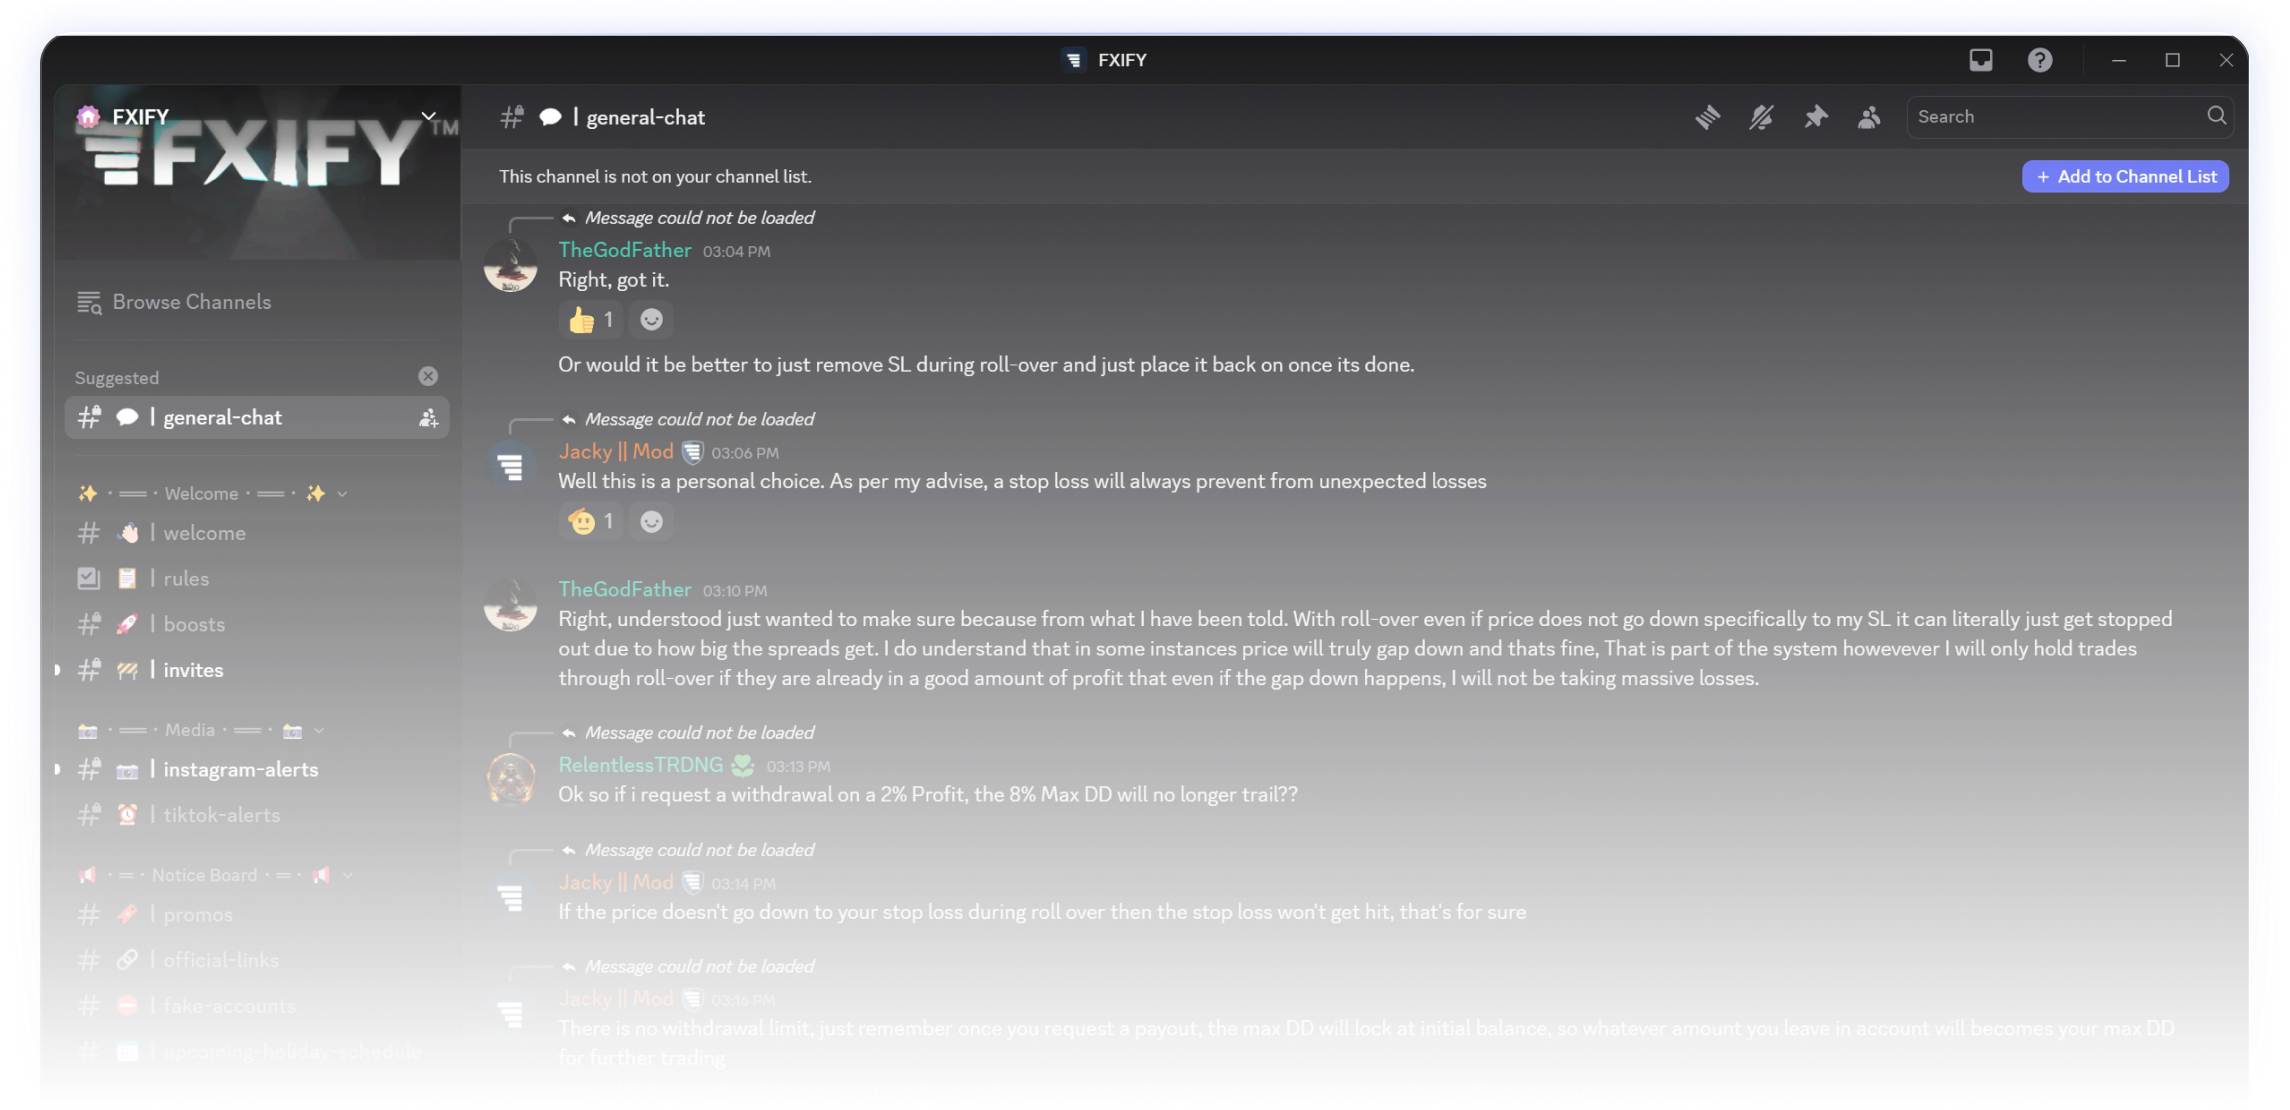 FXIFY
FXIFY
FXIFY™
Browse Channels
Suggested
| general-chat
Welcome
| welcome
| rules
| boosts
| invites
Media
| instagram-alerts
| tiktok-alerts
Notice Board
| promos
| official-links
| fake-accounts
| upcoming-holiday-schedule
| general-chat
Search
This channel is not on your channel list.
+ Add to Channel List
Message could not be loaded
TheGodFather 03:04 PM
Right, got it.
1
Or would it be better to just remove SL during roll-over and just place it back on once its done.
Message could not be loaded
Jacky || Mod 03:06 PM
Well this is a personal choice. As per my advise, a stop loss will always prevent from unexpected losses
1
TheGodFather 03:10 PM
Right, understood just wanted to make sure because from what I have been told. With roll-over even if price does not go down specifically to my SL it can literally just get stopped
out due to how big the spreads get. I do understand that in some instances price will truly gap down and thats fine, That is part of the system howevever I will only hold trades
through roll-over if they are already in a good amount of profit that even if the gap down happens, I will not be taking massive losses.
Message could not be loaded
RelentlessTRDNG 03:13 PM
Ok so if i request a withdrawal on a 2% Profit, the 8% Max DD will no longer trail??
Message could not be loaded
Jacky || Mod 03:14 PM
If the price doesn't go down to your stop loss during roll over then the stop loss won't get hit, that's for sure
Message could not be loaded
Jacky || Mod 03:16 PM
There is no withdrawal limit, just remember once you request a payout, the max DD will lock at initial balance, so whatever amount you leave in account will becomes your max DD
for further trading